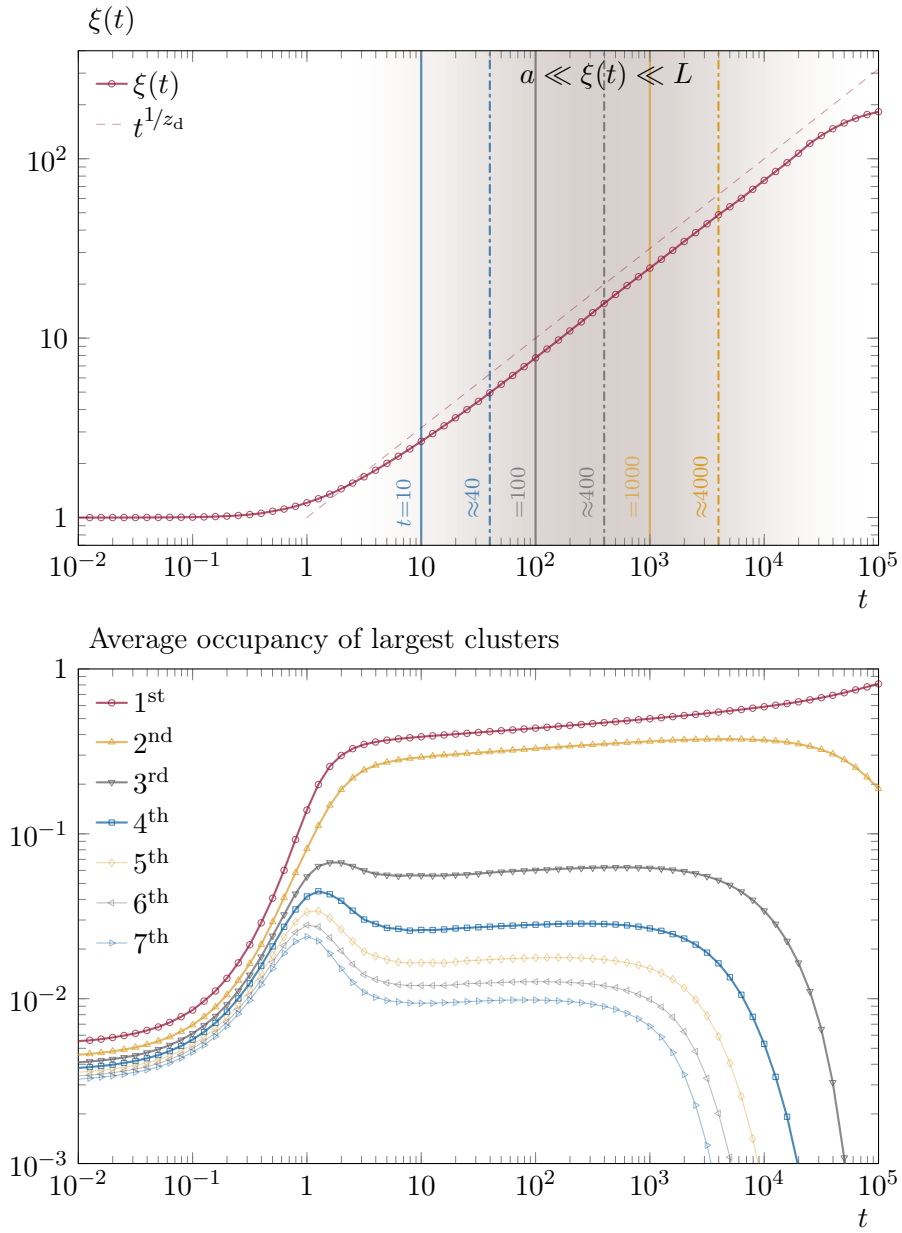 ξ(t)
a ≪ ξ(t) ≪ L
ξ(t)
t^{1/z_d}
10^2
10
1
t=10
≈40
=100
≈400
=1000
≈4000
10^{−2} 10^{−1} 1 10 10^2 10^3 10^4 10^5
t
Average occupancy of largest clusters
1
10^{−1}
10^{−2}
10^{−3}
1^{st}
2^{nd}
3^{rd}
4^{th}
5^{th}
6^{th}
7^{th}
10^{−2} 10^{−1} 1 10 10^2 10^3 10^4 10^5
t